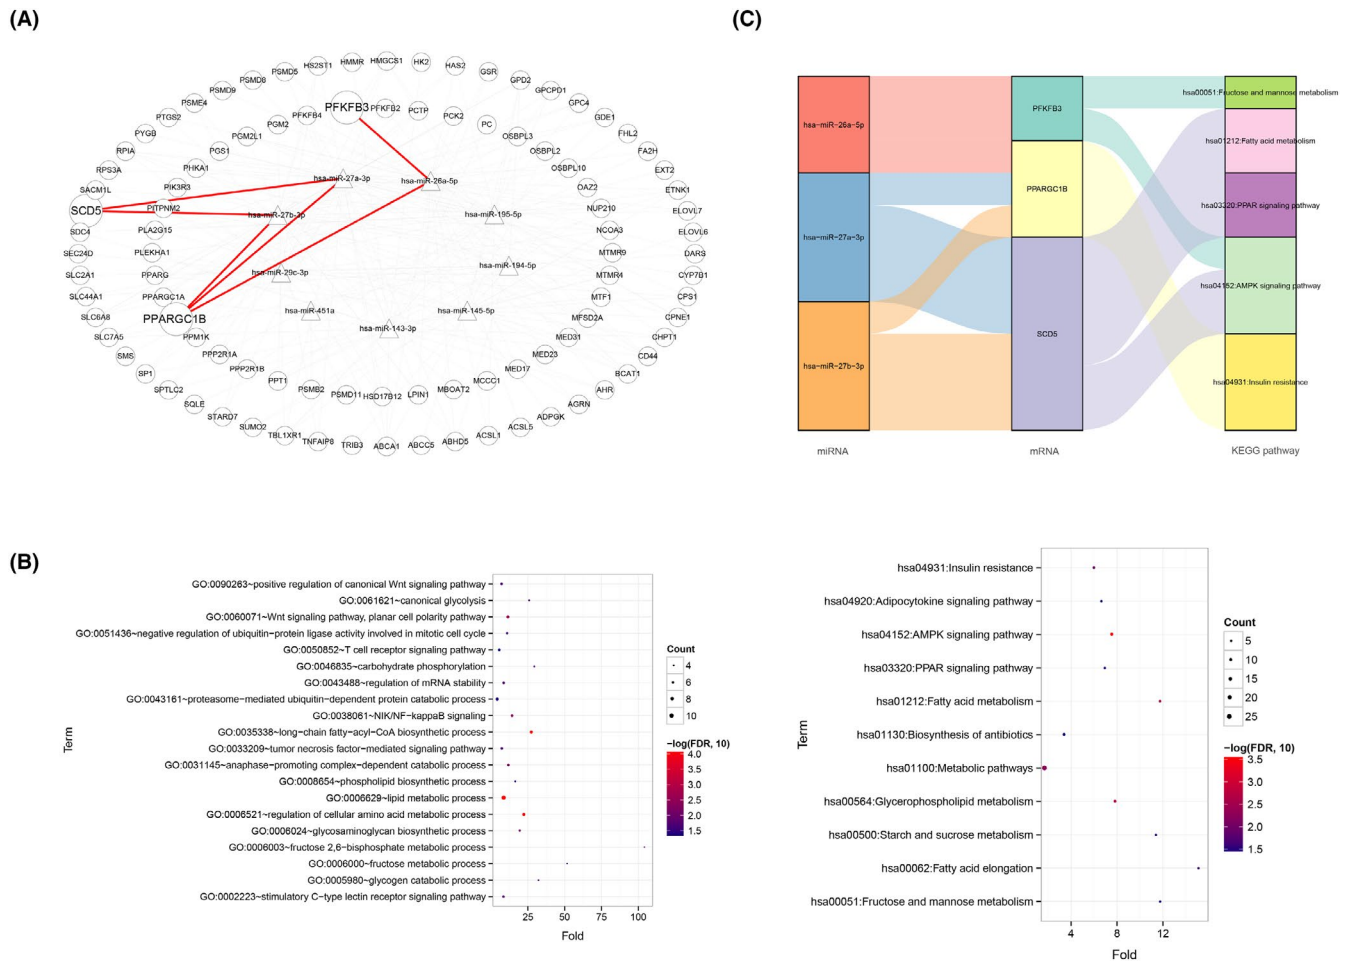 (A)
HMMR
HMGCS1
HK2
HAS2
GSR
GPD2
GPCPD1
GPC4
GDE1
FHL2
FA2H
EXT2
ETNK1
ELOVL7
ELOVL6
DARS
CYP7B1
CPS1
CPNE1
CHPT1
CD44
BCAT1
AHR
AGRN
ADPGK
ACSL5
ACSL1
ABHD5
ABCC5
ABCA1
TRIB3
TNFAIP8
TBL1XR1
SUMO2
STARD7
SQLE
SPTLC2
SP1
SMS
SLC7A5
SLC6A8
SLC44A1
SLC2A1
SEC24D
SDC4
SCD5
SACM1L
RPS3A
RPIA
PYGB
PTGS2
PSME4
PSMD9
PSMD6
PSMD5
HS2ST1
PFKFB3
PFKFB2
PCTP
PCK2
PC
OSBPL3
OSBPL2
OSBPL10
OAZ2
NUP210
NCOA3
MTMR9
MTMR4
MTF1
MFSD2A
MED31
MED23
MED17
MCCC1
MBOAT2
LPIN1
HSD17B12
PSMD11
PSMB2
PPT1
PPP2R1B
PPP2R1A
PPM1K
PPARGC1B
PPARGC1A
PPARG
PLEKHA1
PLA2G15
PITPNM2
PIK3R3
PHKA1
PGS1
PGM2L1
PGM2
PFKFB4
hsa-miR-27a-3p
hsa-miR-26a-5p
hsa-miR-27b-3p
hsa-miR-195-5p
hsa-miR-29c-3p
hsa-miR-194-5p
hsa-miR-451a
hsa-miR-145-5p
hsa-miR-143-3p
(C)
hsa-miR-26a-5p
hsa-miR-27a-3p
hsa-miR-27b-3p
PFKFB3
PPARGC1B
SCD5
hsa00051:Fructose and mannose metabolism
hsa01212:Fatty acid metabolism
hsa03320:PPAR signaling pathway
hsa04152:AMPK signaling pathway
hsa04931:Insulin resistance
miRNA
mRNA
KEGG pathway
(B)
Term
GO:0090263~positive regulation of canonical Wnt signaling pathway
GO:0061621~canonical glycolysis
GO:0060071~Wnt signaling pathway, planar cell polarity pathway
GO:0051436~negative regulation of ubiquitin-protein ligase activity involved in mitotic cell cycle
GO:0050852~T cell receptor signaling pathway
GO:0046835~carbohydrate phosphorylation
GO:0043488~regulation of mRNA stability
GO:0043161~proteasome-mediated ubiquitin-dependent protein catabolic process
GO:0038061~NIK/NF-kappaB signaling
GO:0035338~long-chain fatty-acyl-CoA biosynthetic process
GO:0033209~tumor necrosis factor-mediated signaling pathway
GO:0031145~anaphase-promoting complex-dependent catabolic process
GO:0008654~phospholipid biosynthetic process
GO:0006629~lipid metabolic process
GO:0006521~regulation of cellular amino acid metabolic process
GO:0006024~glycosaminoglycan biosynthetic process
GO:0006003~fructose 2,6-bisphosphate metabolic process
GO:0006000~fructose metabolic process
GO:0005980~glycogen catabolic process
GO:0002223~stimulatory C-type lectin receptor signaling pathway
25 50 75 100
Fold
Count
4
6
8
10
-log(FDR, 10)
4.0
3.5
3.0
2.5
2.0
1.5
Term
hsa04931:Insulin resistance
hsa04920:Adipocytokine signaling pathway
hsa04152:AMPK signaling pathway
hsa03320:PPAR signaling pathway
hsa01212:Fatty acid metabolism
hsa01130:Biosynthesis of antibiotics
hsa01100:Metabolic pathways
hsa00564:Glycerophospholipid metabolism
hsa00500:Starch and sucrose metabolism
hsa00062:Fatty acid elongation
hsa00051:Fructose and mannose metabolism
4 8 12
Fold
Count
5
10
15
20
25
-log(FDR, 10)
3.5
3.0
2.5
2.0
1.5